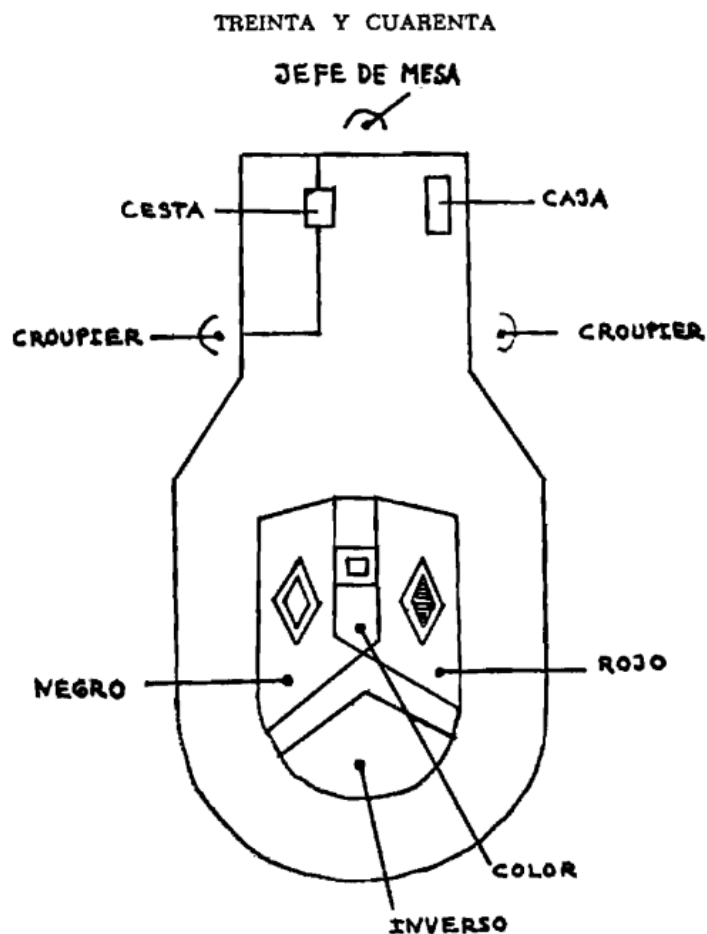 TREINTA Y CUARENTA
JEFE DE MESA
CESTA
CAJA
CROUPIER
CROUPIER
NEGRO
ROJO
COLOR
INVERSO